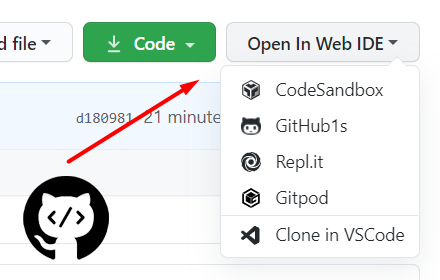 d file
Code
Open In Web IDE
CodeSandbox
d180981 21 minute
GitHub1s
Repl.it
Gitpod
Clone in VSCode